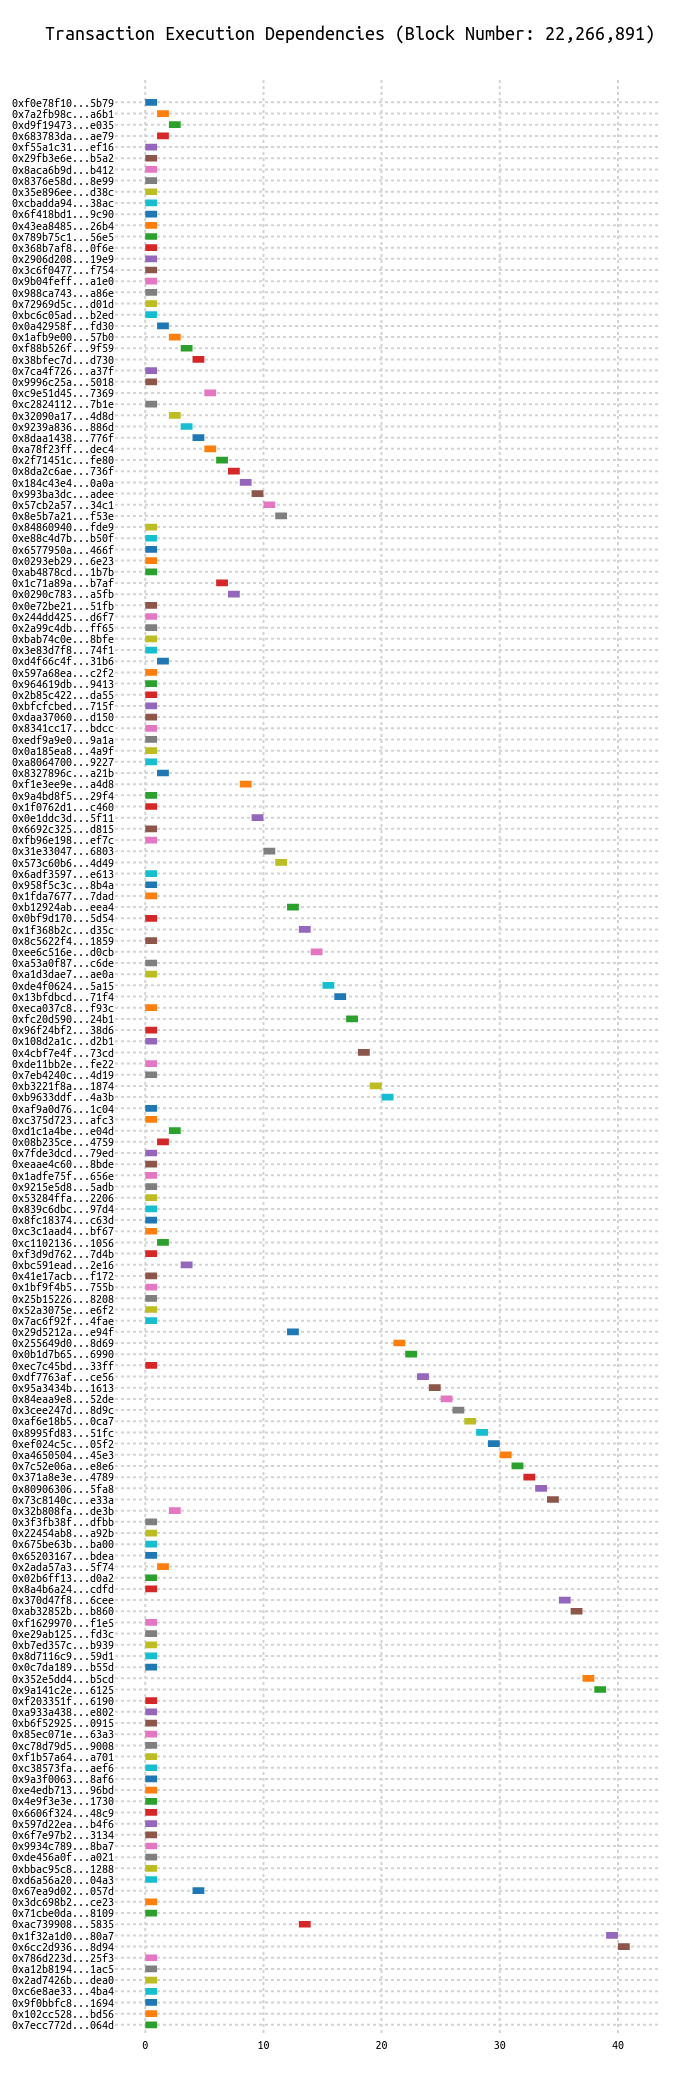 Transaction Execution Dependencies (Block Number: 22,266,891)
0xf0e78f10...5b79
0x7a2fb98c...a6b1
0xd9f19473...e035
0x683783da...ae79
0xf55a1c31...ef16
0x29fb3e6e...b5a2
0x8aca6b9d...b412
0x8376e58d...8e99
0x35e896ee...d38c
0xcbadda94...38ac
0x6f418bd1...9c90
0x43ea8485...26b4
0x789b75c1...56e5
0x368b7af8...0f6e
0x2906d208...19e9
0x3c6f0477...f754
0x9b04feff...a1e0
0x988ca743...a86e
0x72969d5c...d01d
0xbc6c05ad...b2ed
0x0a42958f...fd30
0x1afb9e00...57b0
0xf88b526f...9f59
0x38bfec7d...d730
0x7ca4f726...a37f
0x9996c25a...5018
0xc9e51d45...7369
0xc2824112...7b1e
0x32090a17...4d8d
0x9239a836...886d
0x8daa1438...776f
0xa78f23ff...dec4
0x2f71451c...fe80
0x8da2c6ae...736f
0x184c43e4...0a0a
0x993ba3dc...adee
0x57cb2a57...34c1
0x8e5b7a21...f53e
0x84860940...fde9
0xe88c4d7b...b50f
0x6577950a...466f
0x0293eb29...6e23
0xab4878cd...1b7b
0x1c71a89a...b7af
0x0290c783...a5fb
0x0e72be21...51fb
0x244dd425...d6f7
0x2a99c4db...ff65
0xbab74c0e...8bfe
0x3e83d7f8...74f1
0xd4f66c4f...31b6
0x597a68ea...c2f2
0x964619db...9413
0x2b85c422...da55
0xbfcfcbed...715f
0xdaa37060...d150
0x8341cc17...bdcc
0xedf9a9e0...9a1a
0x0a185ea8...4a9f
0xa8064700...9227
0x8327896c...a21b
0xf1e3ee9e...a4d8
0x9a4bd8f5...29f4
0x1f0762d1...c460
0x0e1ddc3d...5f11
0x6692c325...d815
0xfb96e198...ef7c
0x31e33047...6803
0x573c60b6...4d49
0x6adf3597...e613
0x958f5c3c...8b4a
0x1fda7677...7dad
0xb12924ab...eea4
0x0bf9d170...5d54
0x1f368b2c...d35c
0x8c5622f4...1859
0xee6c516e...d0cb
0xa53a0f87...c6de
0xa1d3dae7...ae0a
0xde4f0624...5a15
0x13bfdbcd...71f4
0xeca037c8...f93c
0xfc20d590...24b1
0x96f24bf2...38d6
0x108d2a1c...d2b1
0x4cbf7e4f...73cd
0xde11bb2e...fe22
0x7eb4240c...4d19
0xb3221f8a...1874
0xb9633ddf...4a3b
0xaf9a0d76...1c04
0xc375d723...afc3
0xd1c1a4be...e04d
0x08b235ce...4759
0x7fde3dcd...79ed
0xeaae4c60...8bde
0x1adfe75f...656e
0x9215e5d8...5adb
0x53284ffa...2206
0x839c6dbc...97d4
0x8fc18374...c63d
0xc3c1aad4...bf67
0xc1102136...1056
0xf3d9d762...7d4b
0xbc591ead...2e16
0x41e17acb...f172
0x1bf9f4b5...755b
0x25b15226...8208
0x52a3075e...e6f2
0x7ac6f92f...4fae
0x29d5212a...e94f
0x255649d0...8d69
0x0b1d7b65...6990
0xec7c45bd...33ff
0xdf7763af...ce56
0x95a3434b...1613
0x84eaa9e8...52de
0x3cee247d...8d9c
0xaf6e18b5...0ca7
0x8995fd83...51fc
0xef024c5c...05f2
0xa4650504...45e3
0x7c52e06a...e8e6
0x371a8e3e...4789
0x80906306...5fa8
0x73c8140c...e33a
0x32b808fa...de3b
0x3f3fb38f...dfbb
0x22454ab8...a92b
0x675be63b...ba00
0x65203167...bdea
0x2ada57a3...5f74
0x02b6ff13...d0a2
0x8a4b6a24...cdfd
0x370d47f8...6cee
0xab32852b...b860
0xf1629970...f1e5
0xe29ab125...fd3c
0xb7ed357c...b939
0x8d7116c9...59d1
0x0c7da189...b55d
0x352e5dd4...b5cd
0x9a141c2e...6125
0xf203351f...6190
0xa933a438...e802
0xb6f52925...0915
0x85ec071e...63a3
0xc78d79d5...9008
0xf1b57a64...a701
0xc38573fa...aef6
0x9a3f0063...8af6
0xe4edb713...96bd
0x4e9f3e3e...1730
0x6606f324...48c9
0x597d22ea...b4f6
0x6f7e97b2...3134
0x9934c789...8ba7
0xde456a0f...a021
0xbbac95c8...1288
0xd6a56a20...04a3
0x67ea9d02...057d
0x3dc698b2...ce23
0x71cbe0da...8109
0xac739908...5835
0x1f32a1d0...80a7
0x6cc2d936...8d94
0x786d223d...25f3
0xa12b8194...1ac5
0x2ad7426b...dea0
0xc6e8ae33...4ba4
0x9f0bbfc8...1694
0x102cc528...bd56
0x7ecc772d...064d
0 10 20 30 40